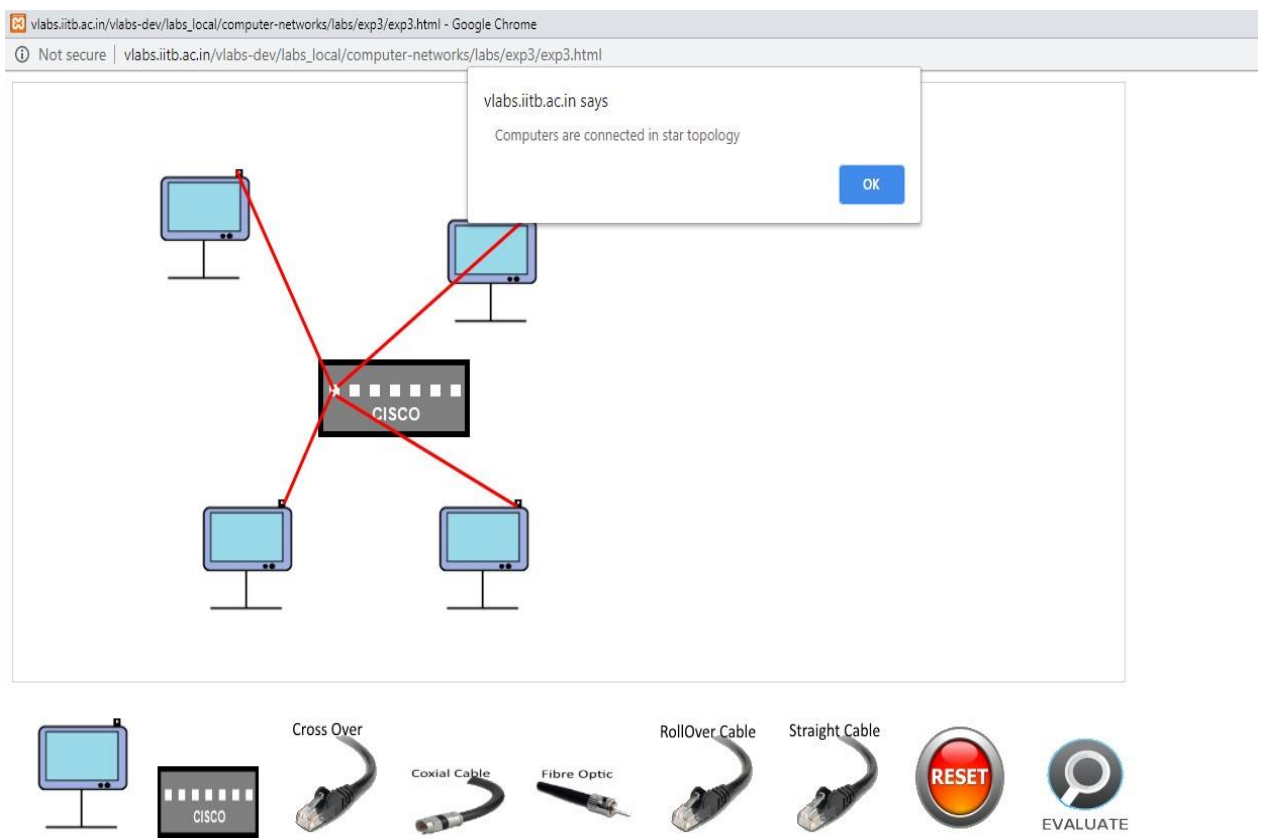 vlabs.iitb.ac.in/vlabs-dev/labs_local/computer-networks/labs/exp3/exp3.html - Google Chrome
Not secure | vlabs.iitb.ac.in/vlabs-dev/labs_local/computer-networks/labs/exp3/exp3.html
vlabs.iitb.ac.in says
Computers are connected in star topology
OK
CISCO
Cross Over
RollOver Cable
Straight Cable
Coxial Cable
Fibre Optic
RESET
CISCO
EVALUATE